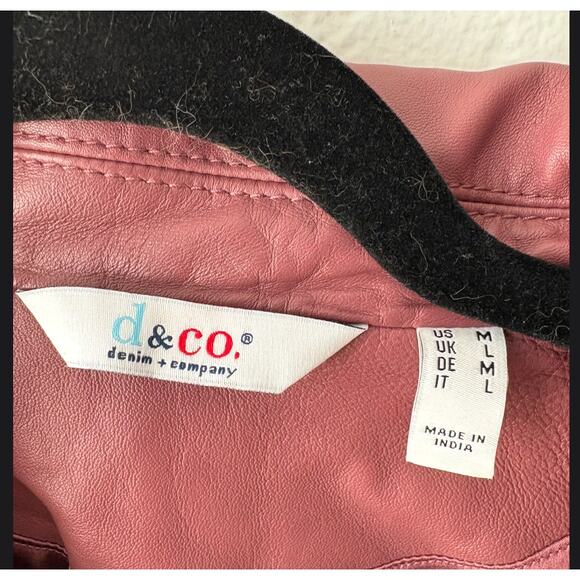 d&co.®
denim + company
US M
UK L
DE M
IT L
MADE IN
INDIA